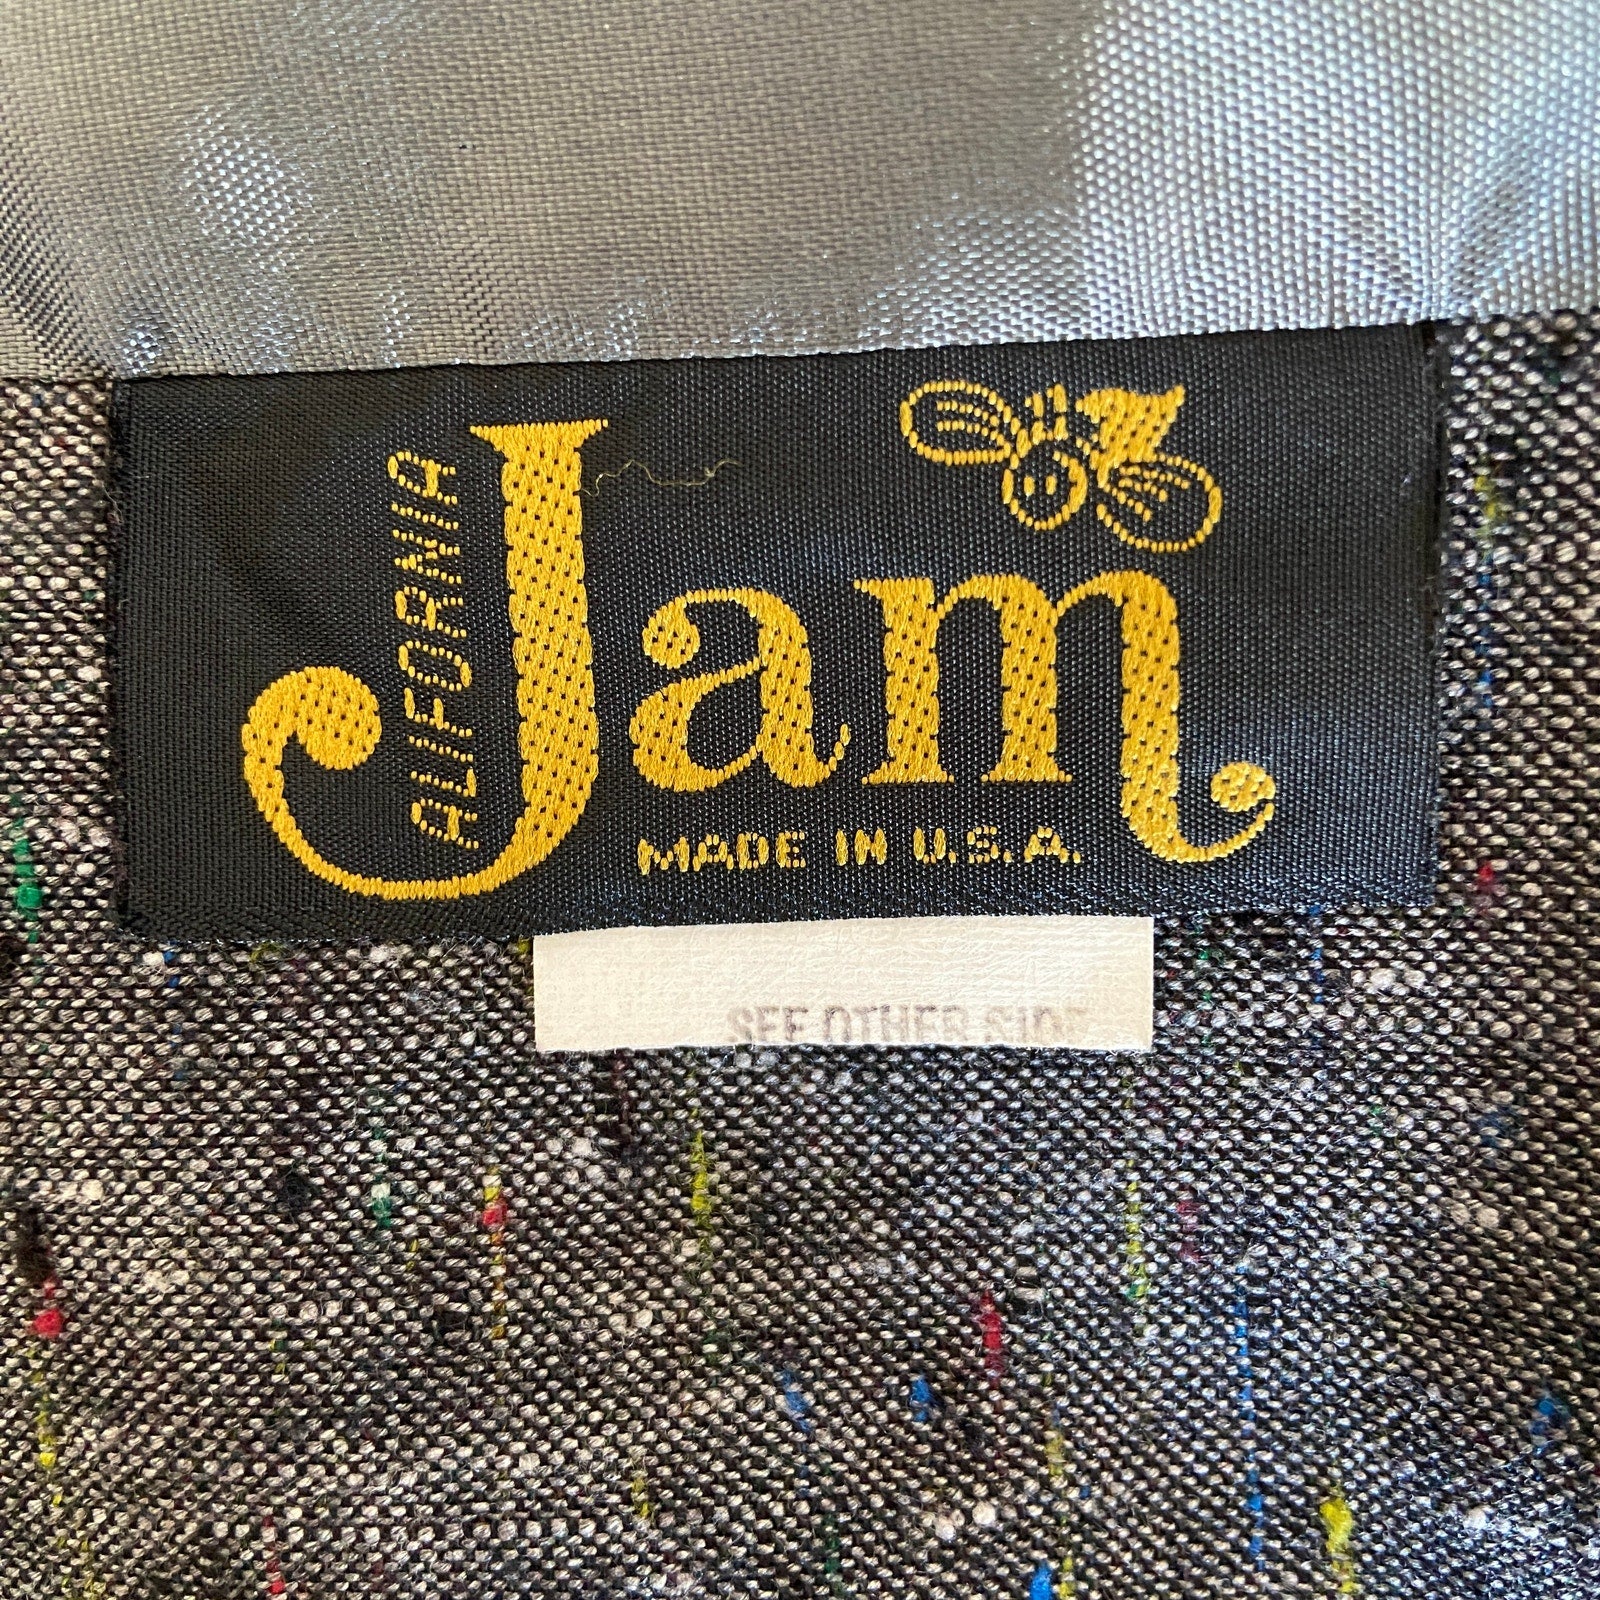 CALIFORNIA
Jam
MADE IN U.S.A.
SEE OTHER SIDE